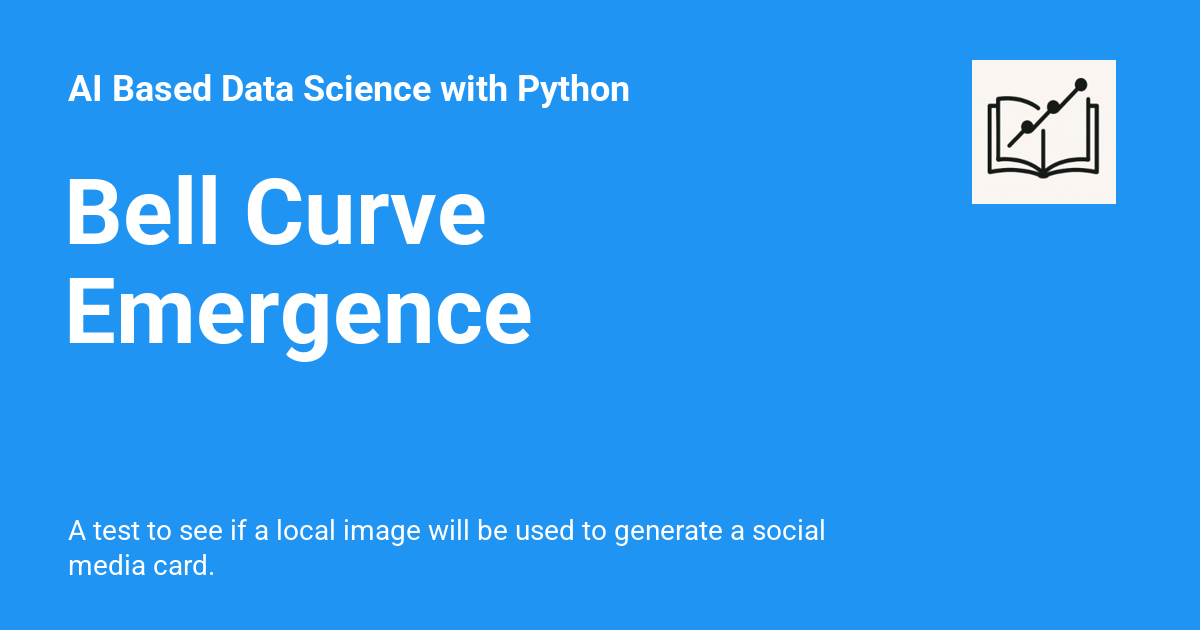 AI Based Data Science with Python
Bell Curve
Emergence
A test to see if a local image will be used to generate a social
media card.